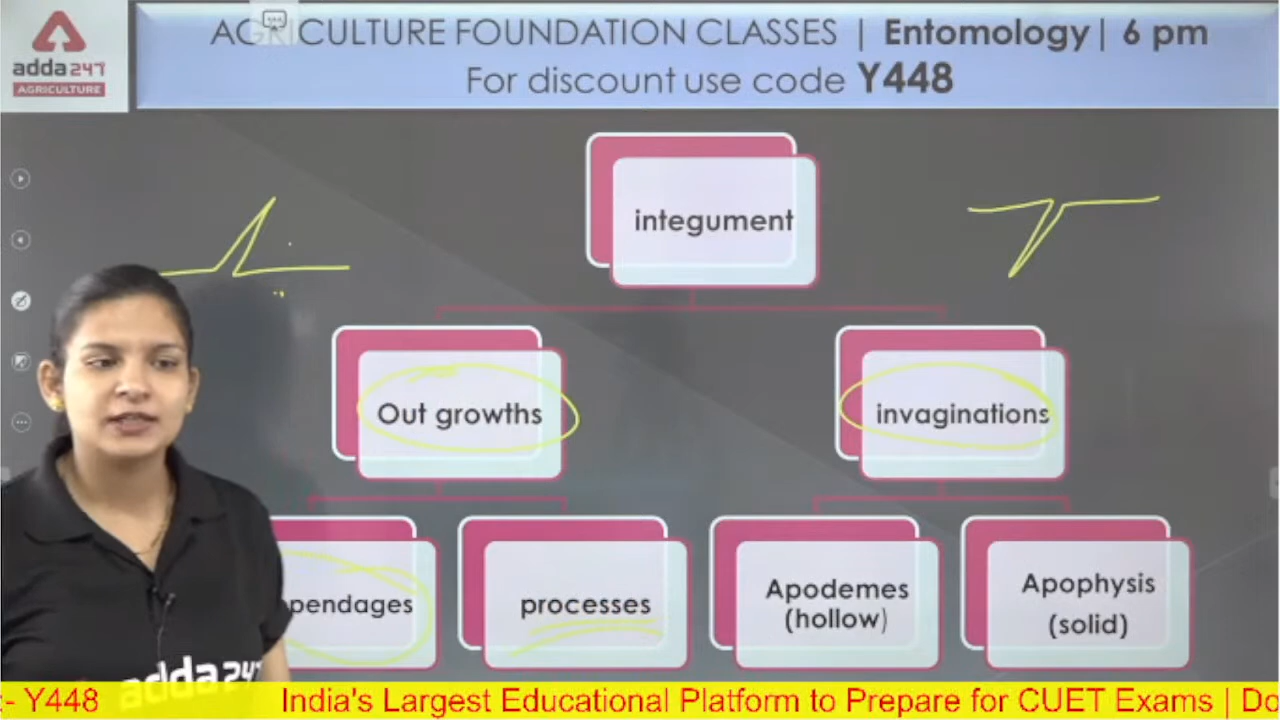 AGRICULTURE FOUNDATION CLASSES | Entomology | 6 pm
For discount use code Y448
adda247
AGRICULTURE
integument
Out growths
invaginations
pendages
processes
Apodemes
(hollow)
Apophysis
(solid)
adda247
:- Y448 India's Largest Educational Platform to Prepare for CUET Exams | Do